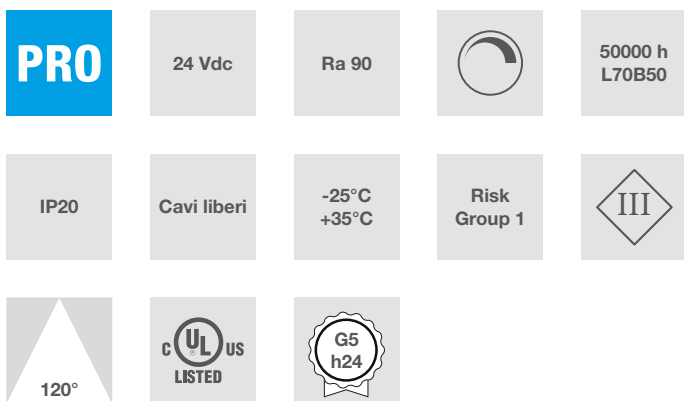 PRO
24 Vdc
Ra 90
50000 h
L70B50
IP20
Cavi liberi
-25°C
+35°C
Risk
Group 1
III
120°
C UL US
®
LISTED
G5
h24